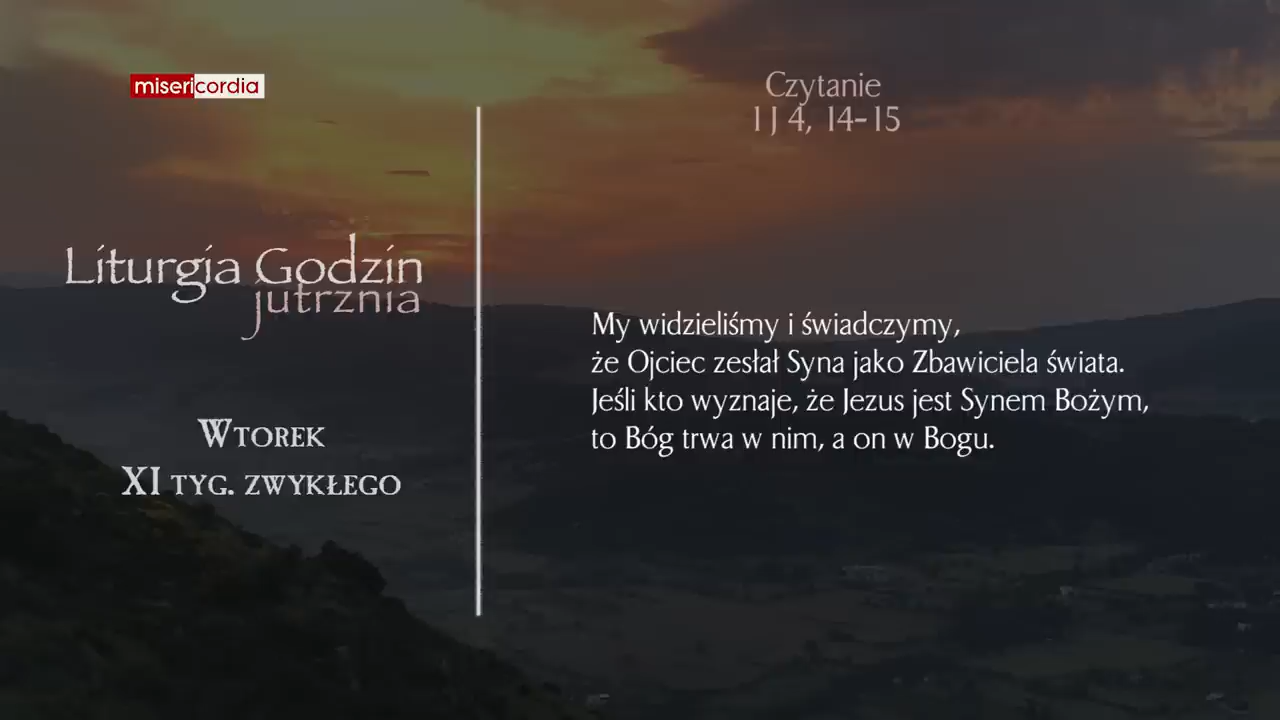 misericordia
Liturgia Godzin
jutrznia
Wtorek
XI tyg. zwykłego
Czytanie
1 J 4, 14-15
My widzieliśmy i świadczymy,
że Ojciec zesłał Syna jako Zbawiciela świata.
Jeśli kto wyznaje, że Jezus jest Synem Bożym,
to Bóg trwa w nim, a on w Bogu.